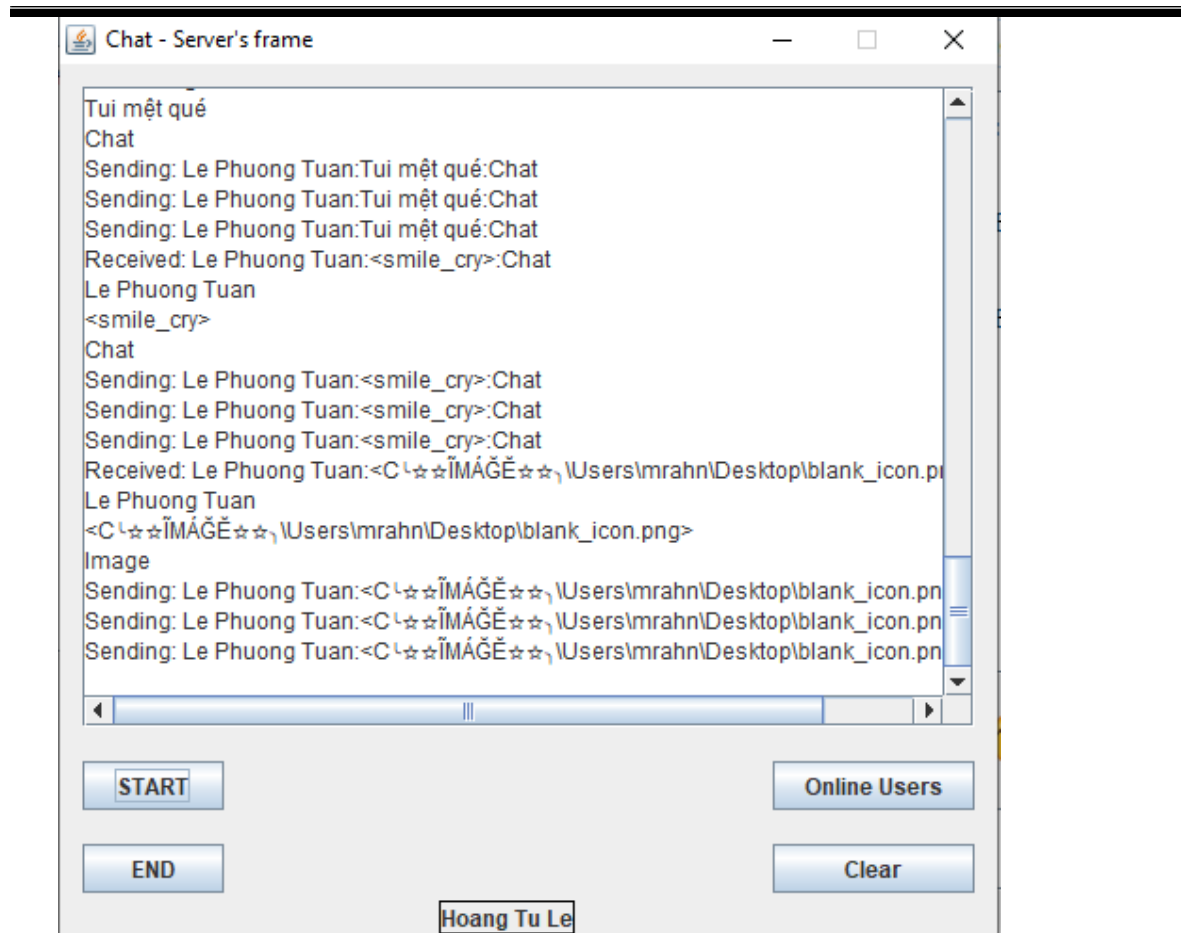 Chat - Server's frame
Tui mệt qué
Chat
Sending: Le Phuong Tuan:Tui mệt qué:Chat
Sending: Le Phuong Tuan:Tui mệt qué:Chat
Sending: Le Phuong Tuan:Tui mệt qué:Chat
Received: Le Phuong Tuan:<smile_cry>:Chat
Le Phuong Tuan
<smile_cry>
Chat
Sending: Le Phuong Tuan:<smile_cry>:Chat
Sending: Le Phuong Tuan:<smile_cry>:Chat
Sending: Le Phuong Tuan:<smile_cry>:Chat
Received: Le Phuong Tuan:<C╰☆☆ĨMÁĞĔ☆☆╮\Users\mrahn\Desktop\blank_icon.p
Le Phuong Tuan
<C╰☆☆ĨMÁĞĔ☆☆╮\Users\mrahn\Desktop\blank_icon.png>
Image
Sending: Le Phuong Tuan:<C╰☆☆ĨMÁĞĔ☆☆╮\Users\mrahn\Desktop\blank_icon.pn
Sending: Le Phuong Tuan:<C╰☆☆ĨMÁĞĔ☆☆╮\Users\mrahn\Desktop\blank_icon.pn
Sending: Le Phuong Tuan:<C╰☆☆ĨMÁĞĔ☆☆╮\Users\mrahn\Desktop\blank_icon.pn
START
Online Users
END
Clear
Hoang Tu Le